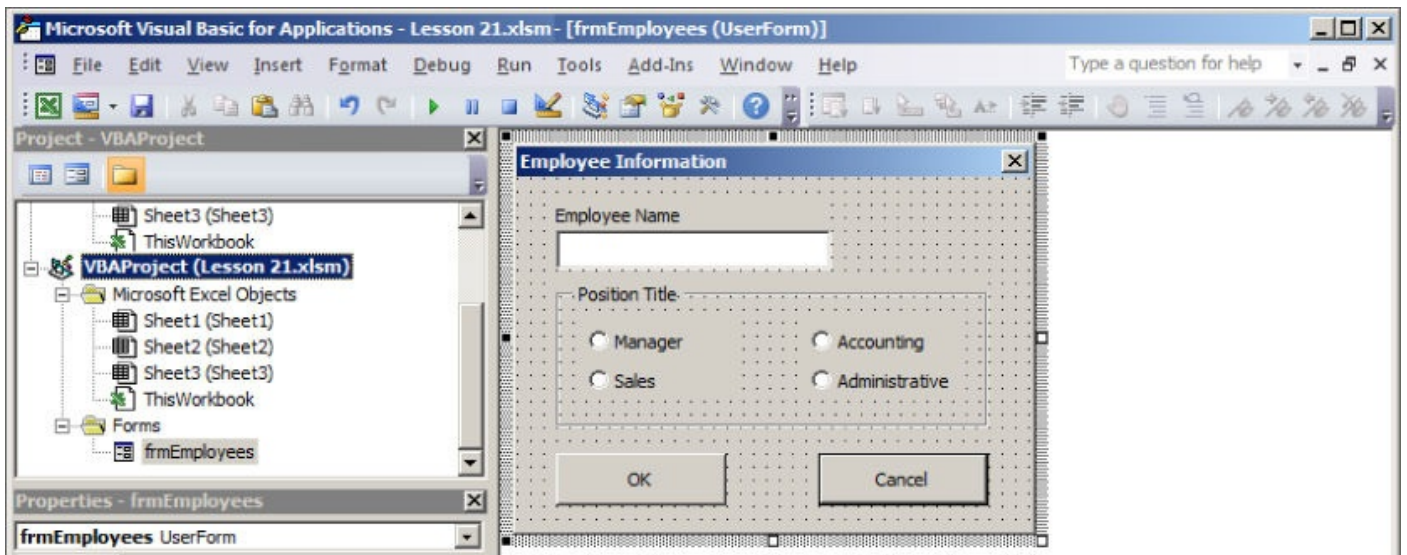 Microsoft Visual Basic for Applications - Lesson 21.xlsm - [frmEmployees (UserForm)]
File Edit View Insert Format Debug Run Tools Add-Ins Window Help Type a question for help
Project - VBAProject
Sheet3 (Sheet3)
ThisWorkbook
VBAProject (Lesson 21.xlsm)
Microsoft Excel Objects
Sheet1 (Sheet1)
Sheet2 (Sheet2)
Sheet3 (Sheet3)
ThisWorkbook
Forms
frmEmployees
Properties - frmEmployees
frmEmployees UserForm
Employee Information
Employee Name
Position Title
Manager Accounting
Sales Administrative
OK Cancel